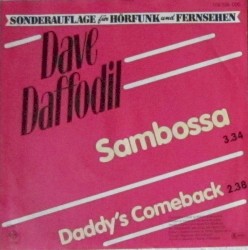 SONDERAUFLAGE für HÖRFUNK und FERNSEHEN
Dave
Daffodil
Sambossa
3.34
Daddy's Comeback 2.38